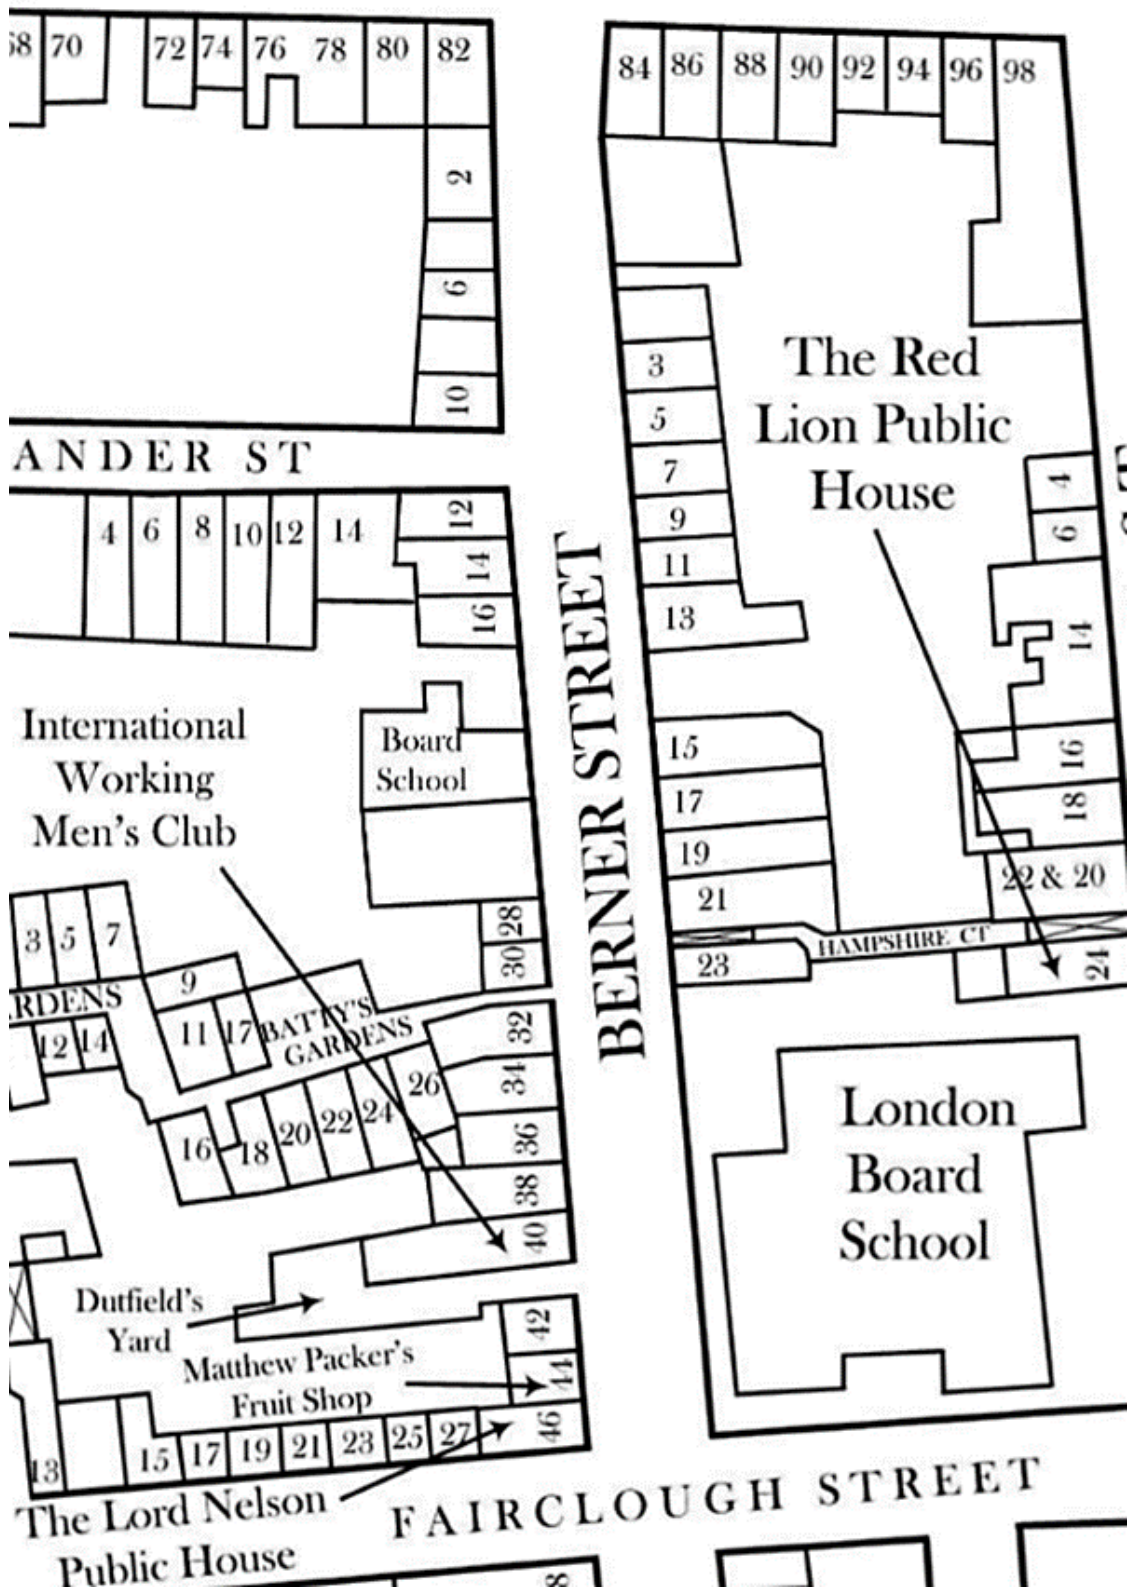 68 70 72 74 76 78 80 82
84 86 88 90 92 94 96 98
2
6
10
3
5
7
9
11
13
The Red
Lion Public
House
ANDER ST
4 6 8 10 12 14
12
14
16
4
6
14
16
18
22 & 20
24
BERNER STREET
International
Working
Men's Club
Board
School
15
17
19
21
HAMPSHIRE CT
23
28
30
3 5 7
9
11 17
RDENS
12 14
BATTY'S
GARDENS
16 18 20 22 24 26
32
34
36
38
40
London
Board
School
Dutfield's
Yard
42
44
46
Matthew Packer's
Fruit Shop
13 15 17 19 21 23 25 27
The Lord Nelson
Public House
FAIRCLOUGH STREET